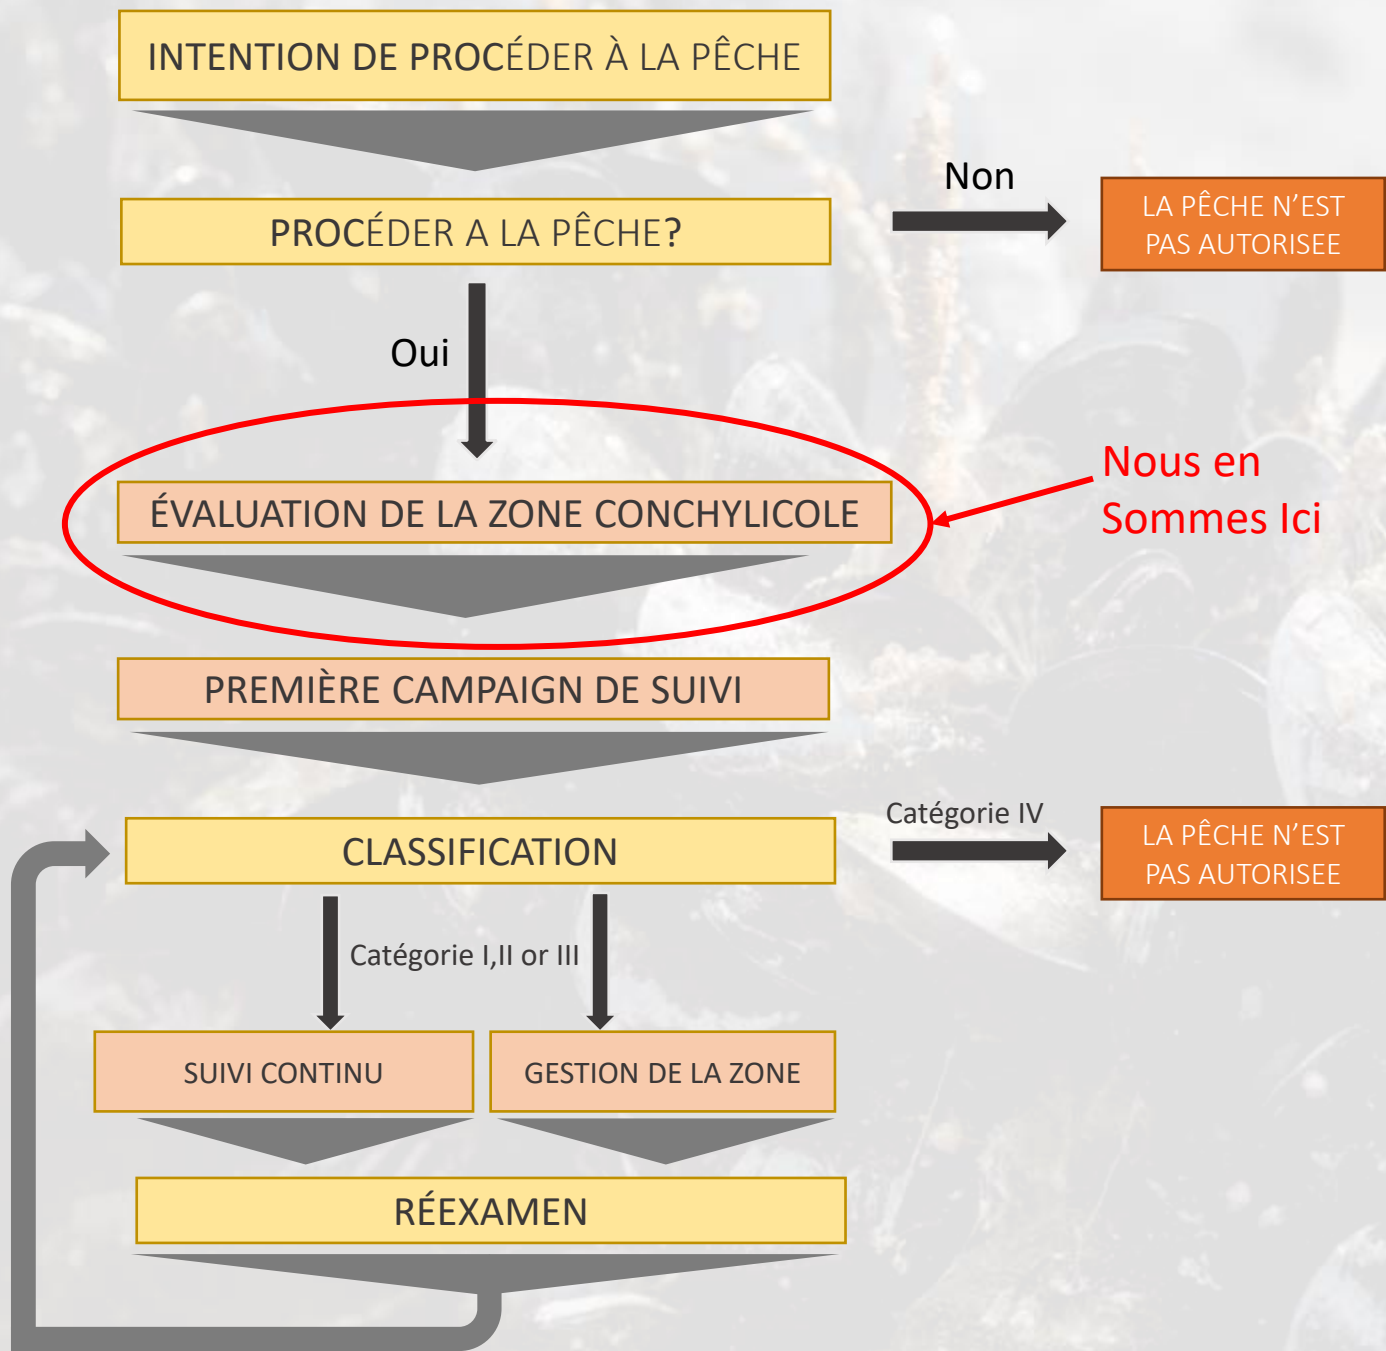 INTENTION DE PROCÉDER À LA PÊCHE
Non
PROCÉDER A LA PÊCHE?
LA PÊCHE N'EST
PAS AUTORISEE
Oui
ÉVALUATION DE LA ZONE CONCHYLICOLE
Nous en
Sommes Ici
PREMIÈRE CAMPAIGN DE SUIVI
CLASSIFICATION
Catégorie IV
LA PÊCHE N'EST
PAS AUTORISEE
Catégorie I,II or III
SUIVI CONTINU
GESTION DE LA ZONE
RÉEXAMEN